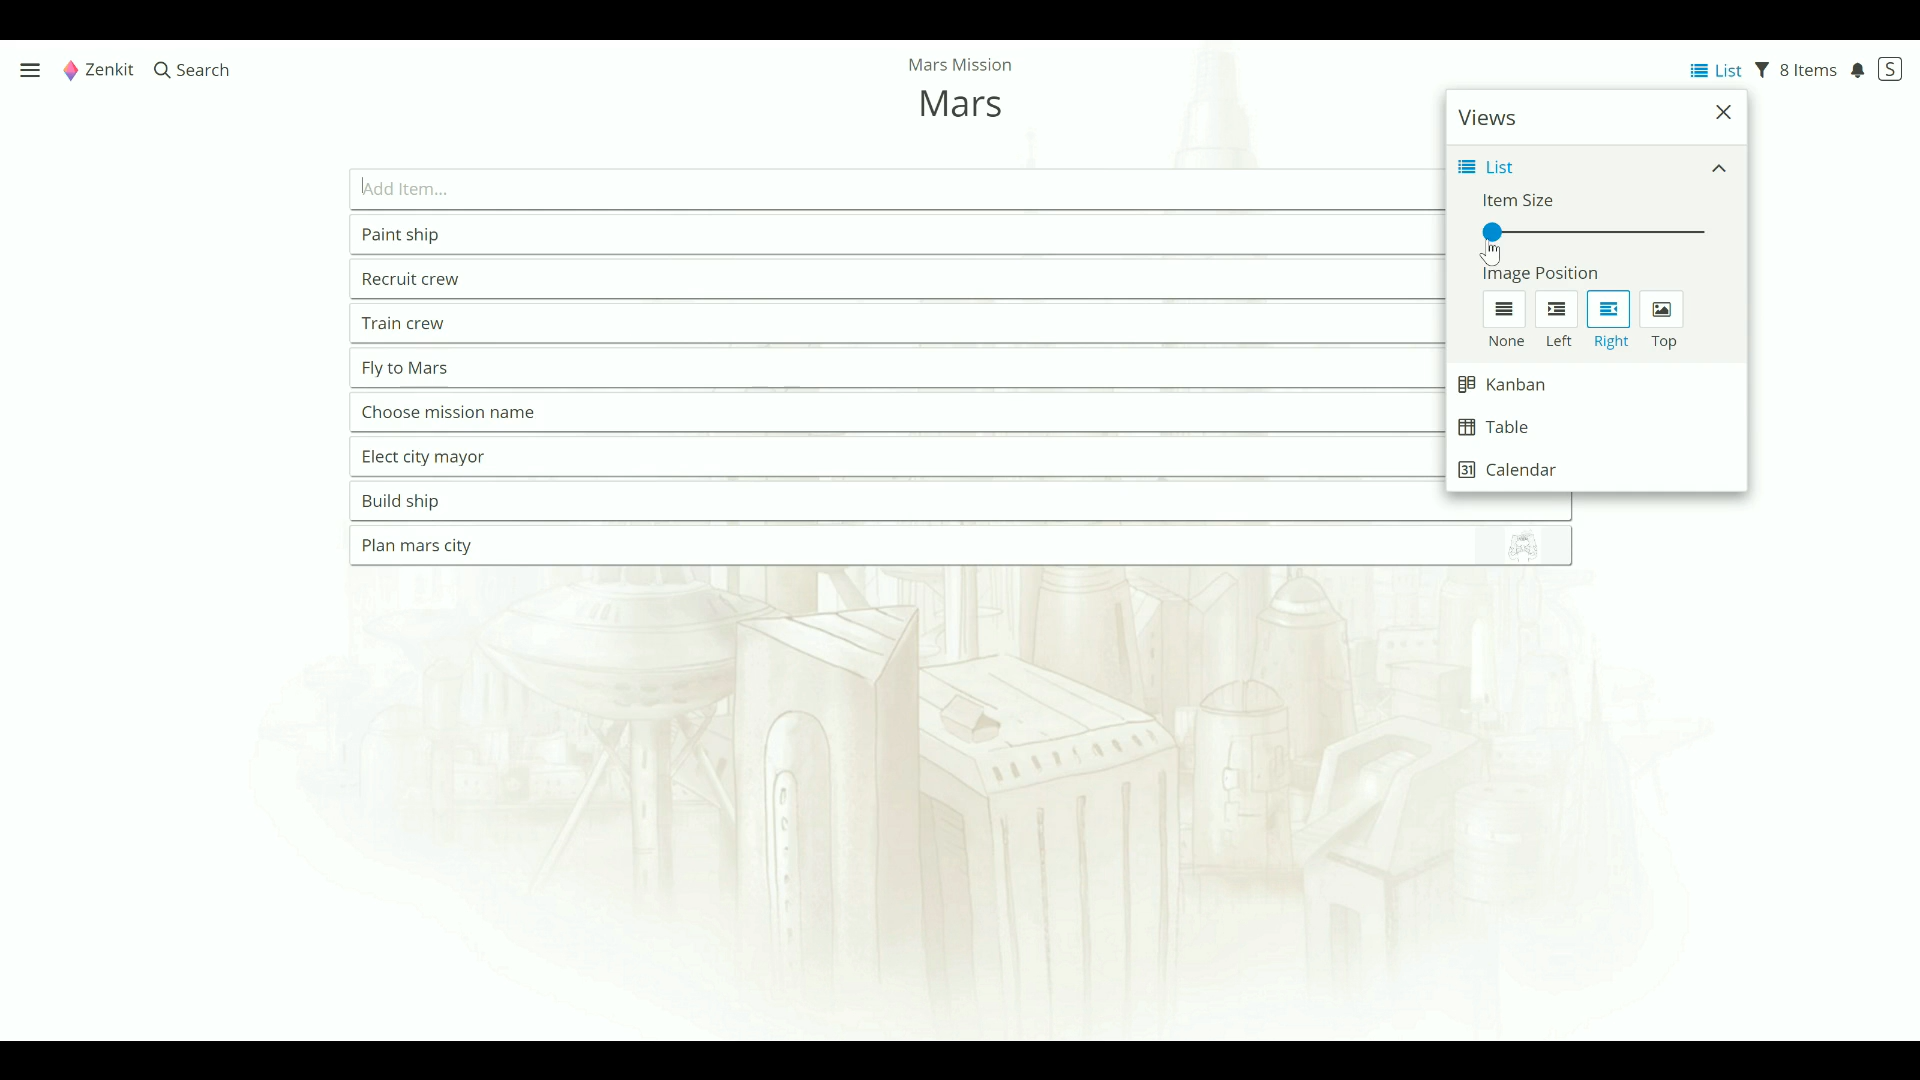 Zenkit
Search
Mars Mission
Mars
List
8 Items
S
Add Item...
Paint ship
Recruit crew
Train crew
Fly to Mars
Choose mission name
Elect city mayor
Build ship
Plan mars city
Views
List
Item Size
Image Position
None Left Right Top
Kanban
Table
31 Calendar